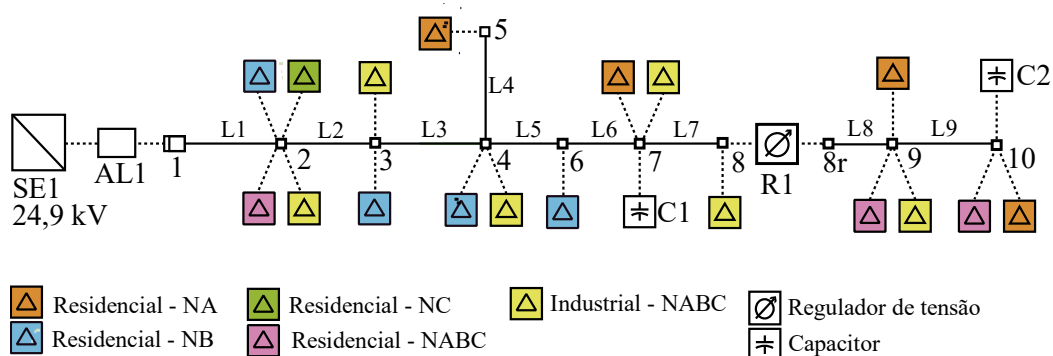 5
C2
L4
L1
L2
L3
L5
L6
L7
L8
L9
SE1
24,9 kV
AL1
1
2
3
4
6
7
8
R1
8r
9
10
C1
Residencial - NA
Residencial - NC
Industrial - NABC
Regulador de tensão
Residencial - NB
Residencial - NABC
Capacitor